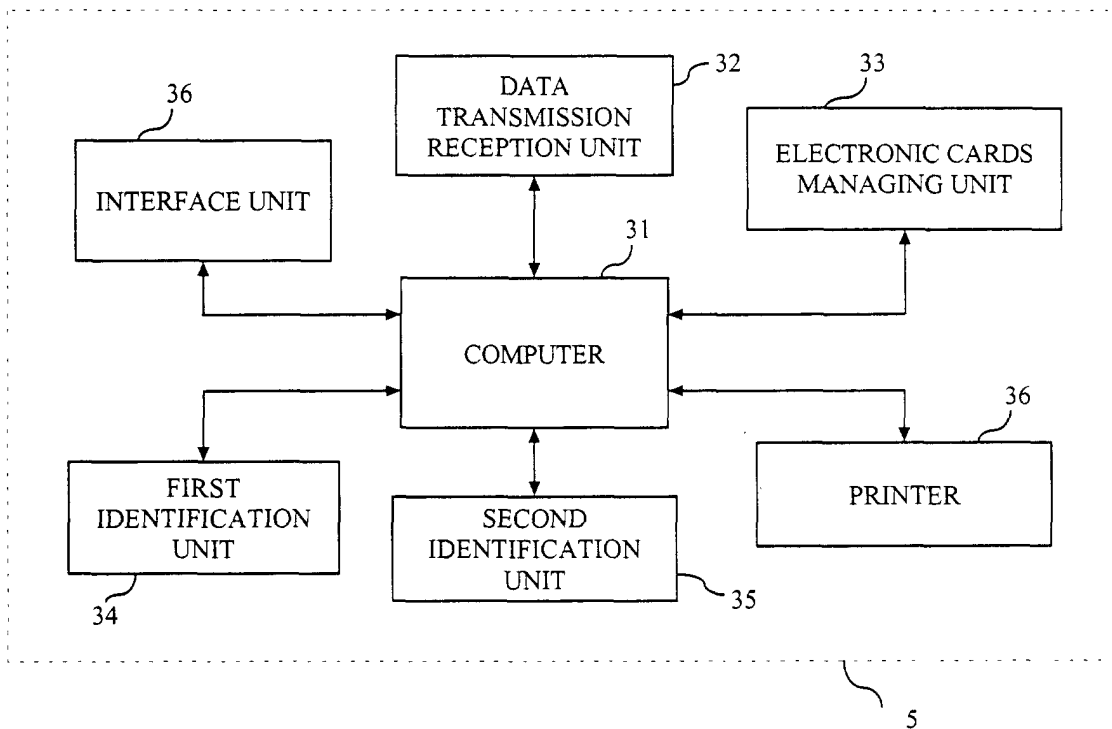 32
DATA
TRANSMISSION
RECEPTION UNIT
33
ELECTRONIC CARDS
MANAGING UNIT
36
INTERFACE UNIT
31
COMPUTER
36
PRINTER
FIRST
IDENTIFICATION
UNIT
34
SECOND
IDENTIFICATION
UNIT
35
5